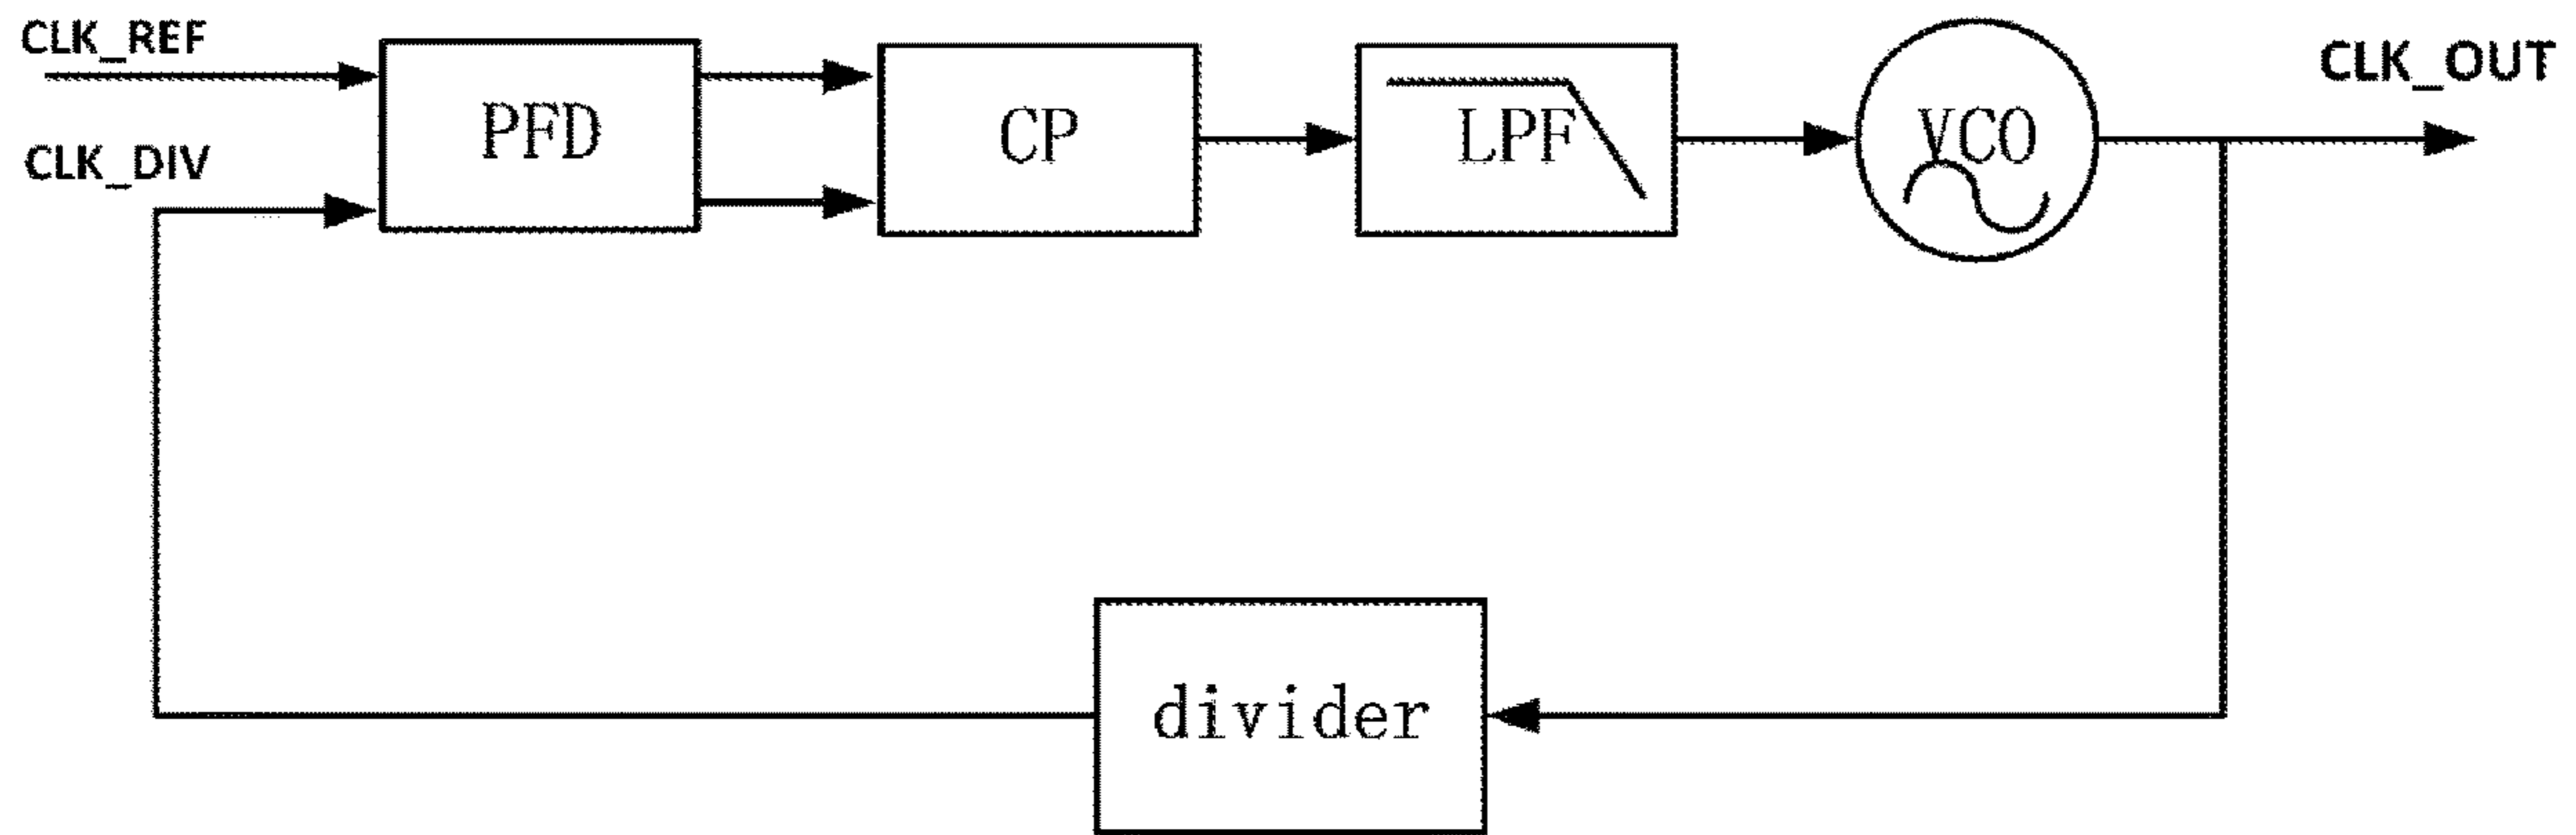 CLK_REF
CLK_DIV
PFD
CP
LPF
VCO
CLK_OUT
divider